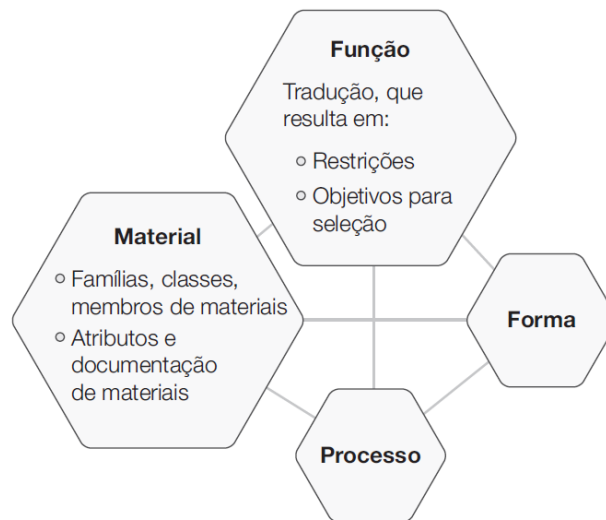 Função
Tradução, que
resulta em:
Restrições
Objetivos para
seleção
Material
Famílias, classes,
membros de materiais
Atributos e
documentação
de materiais
Forma
Processo